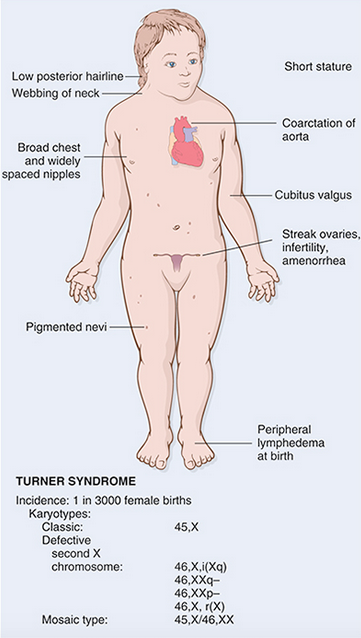 Short stature
Low posterior hairline
Webbing of neck
Coarctation of
aorta
Broad chest
and widely
spaced nipples
Cubitus valgus
Streak ovaries,
infertility,
amenorrhea
Pigmented nevi
Peripheral
lymphedema
at birth
TURNER SYNDROME
Incidence: 1 in 3000 female births
Karyotypes:
Classic: 45,X
Defective
second X
chromosome: 46,X,i(Xq)
46,XXq–
46,XXp–
46,X, r(X)
Mosaic type: 45,X/46,XX